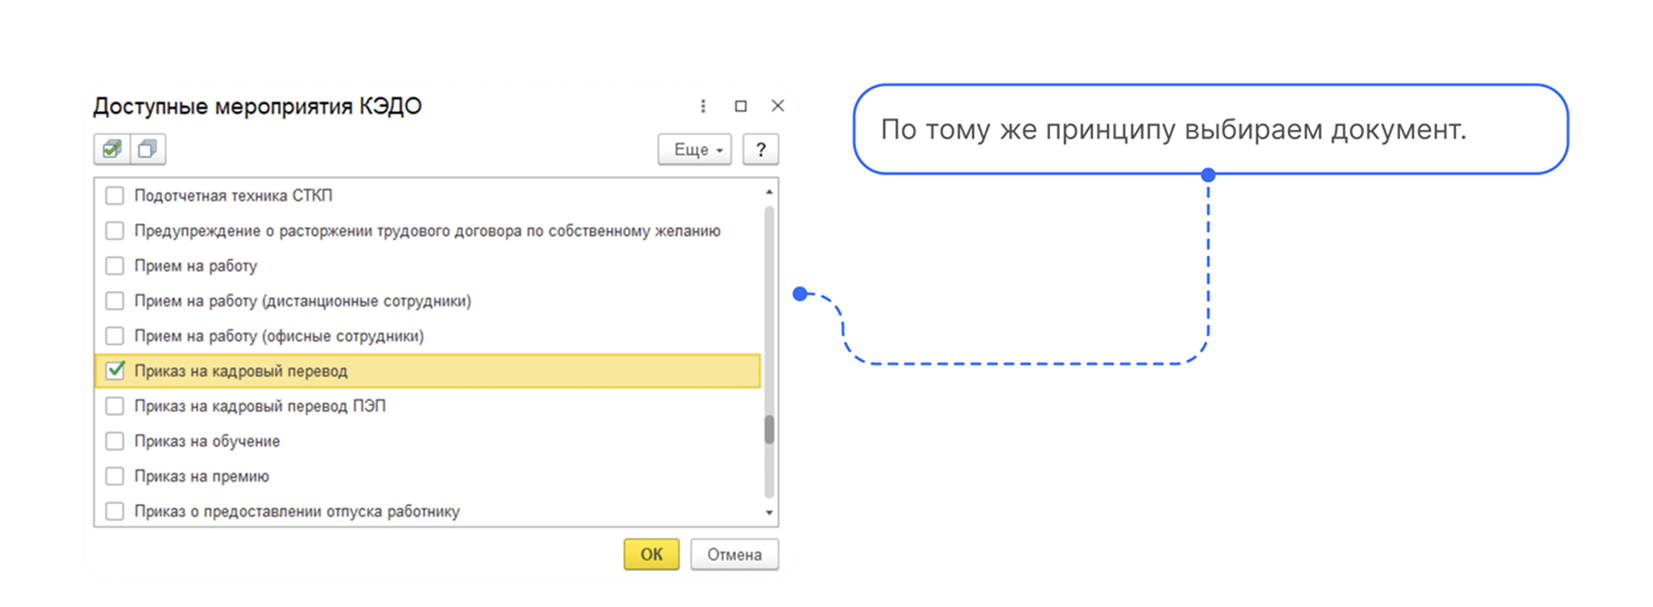 Доступные мероприятия КЭДО
Еще
?
Подотчетная техника СТКП
Предупреждение о расторжении трудового договора по собственному желанию
Прием на работу
Прием на работу (дистанционные сотрудники)
Прием на работу (офисные сотрудники)
Приказ на кадровый перевод
Приказ на кадровый перевод ПЭП
Приказ на обучение
Приказ на премию
Приказ о предоставлении отпуска работнику
ОК
Отмена
По тому же принципу выбираем документ.